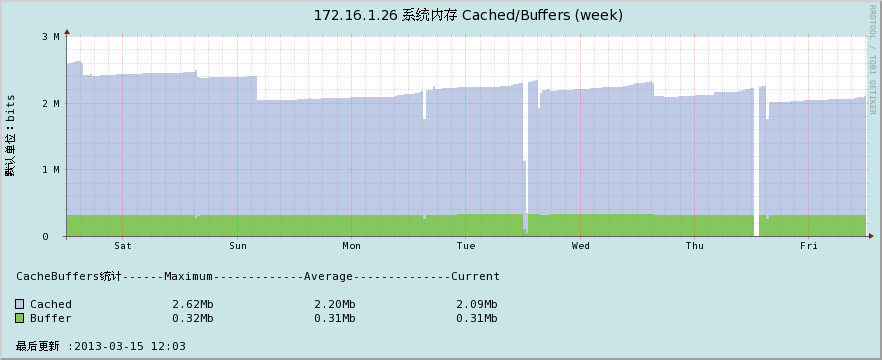 172.16.1.26 系统内存 Cached/Buffers (week)
RRDTOOL / TOBI OETIKER
默认单位：bits
3 M
2 M
1 M
0
Sat Sun Mon Tue Wed Thu Fri
CacheBuffers统计------Maximum-------------Average--------------Current
Cached 2.62Mb 2.20Mb 2.09Mb
Buffer 0.32Mb 0.31Mb 0.31Mb
最后更新 :2013-03-15 12:03